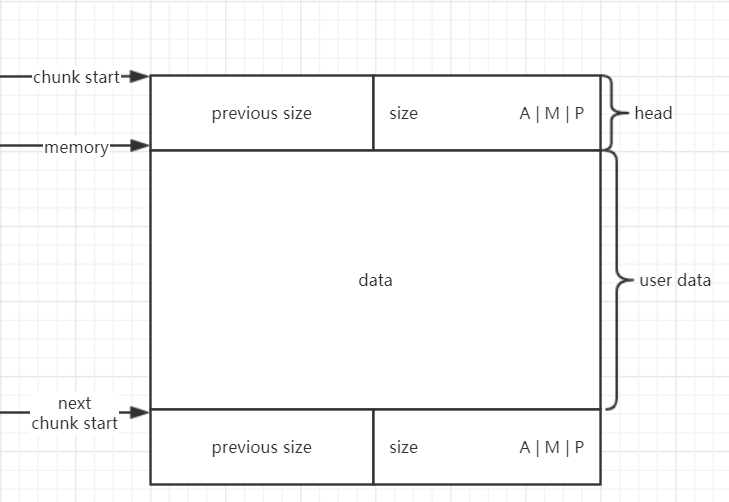 chunk start
previous size
size
A | M | P
head
memory
data
user data
next
chunk start
previous size
size
A | M | P